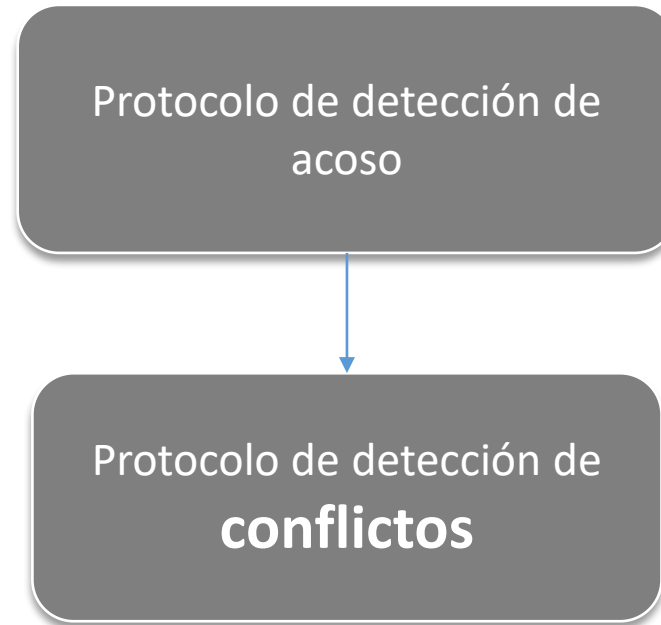 Protocolo de detección de
acoso
Protocolo de detección de
conflictos